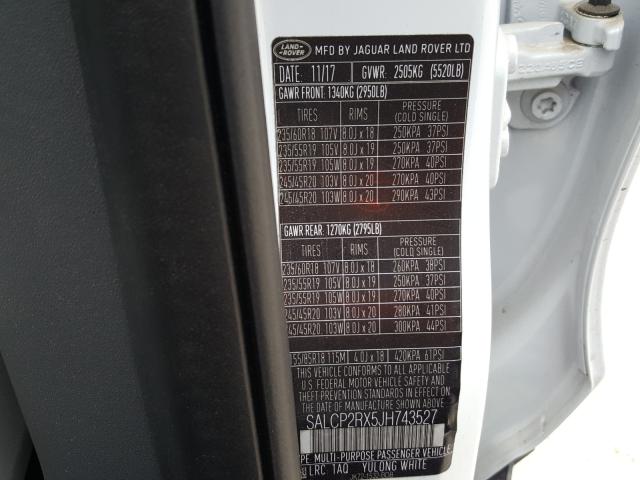 LAND-ROVER MFD BY JAGUAR LAND ROVER LTD
DATE: 11/17 GVWR: 2505KG (5520LB)
GAWR FRONT: 1340KG (2950LB)
TIRES RIMS PRESSURE (COLD SINGLE)
235/60R18 107V 8.0J x 18 250KPA 37PSI
235/55R19 105V 8.0J x 19 250KPA 37PSI
235/55R19 105W 8.0J x 19 270KPA 40PSI
245/45R20 103W 8.0J x 20 270KPA 40PSI
245/45R20 103W 8.0J x 20 290KPA 43PSI
GAWR REAR: 1270KG (2795LB)
TIRES RIMS PRESSURE (COLD SINGLE)
235/60R18 107V 8.0J x 18 260KPA 38PSI
235/55R19 105V 8.0J x 19 250KPA 37PSI
235/55R19 105W 8.0J x 19 270KPA 40PSI
45/45R20 103V 8.0J x 20 280KPA 41PSI
45/45R20 103W 8.0J x 20 300KPA 44PSI
55/85R18 115M 4.0J x 18 420KPA 61PSI
THIS VEHICLE CONFORMS TO ALL APPLICABLE
U.S. FEDERAL MOTOR VEHICLE SAFETY AND
THEFT PREVENTION STANDARDS IN EFFECT ON
THE DATE OF MANUFACTURE SHOWN ABOVE.
SALCP2RX5JH743527
PE MULTI-PURPOSE PASSENGER VEHICLE
LRC: 1AQ YULONG WHITE